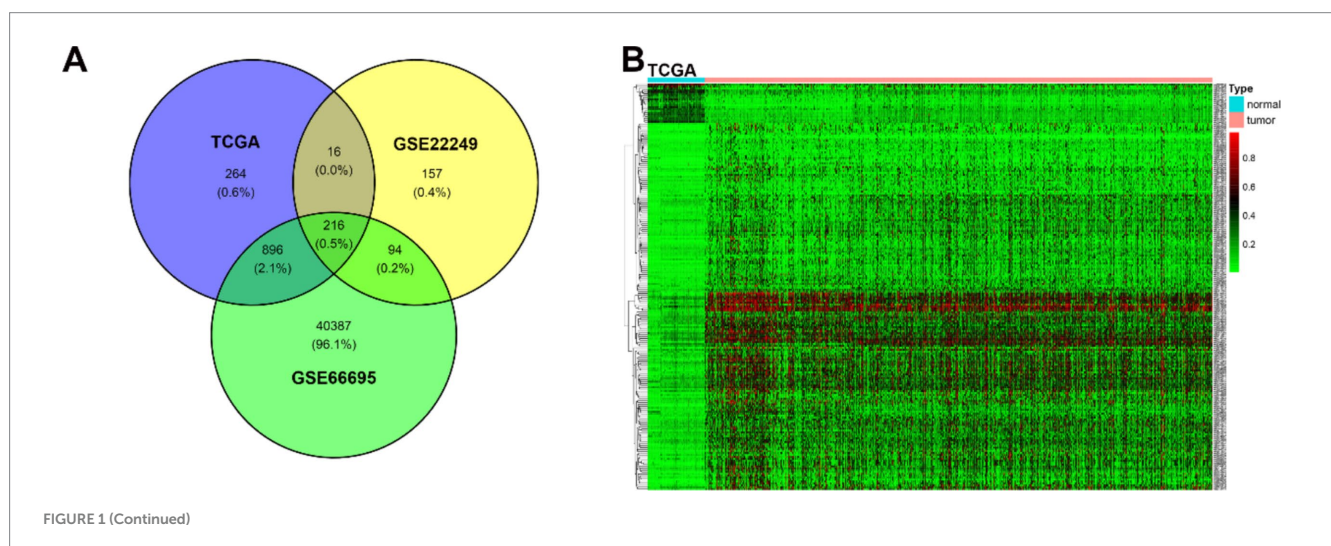 A
TCGA
264
(0.6%)
16
(0.0%)
GSE22249
157
(0.4%)
216
(0.5%)
896
(2.1%)
94
(0.2%)
40387
(96.1%)
GSE66695
B
TCGA
Type
normal
tumor
0.8
0.6
0.4
0.2
FIGURE 1 (Continued)